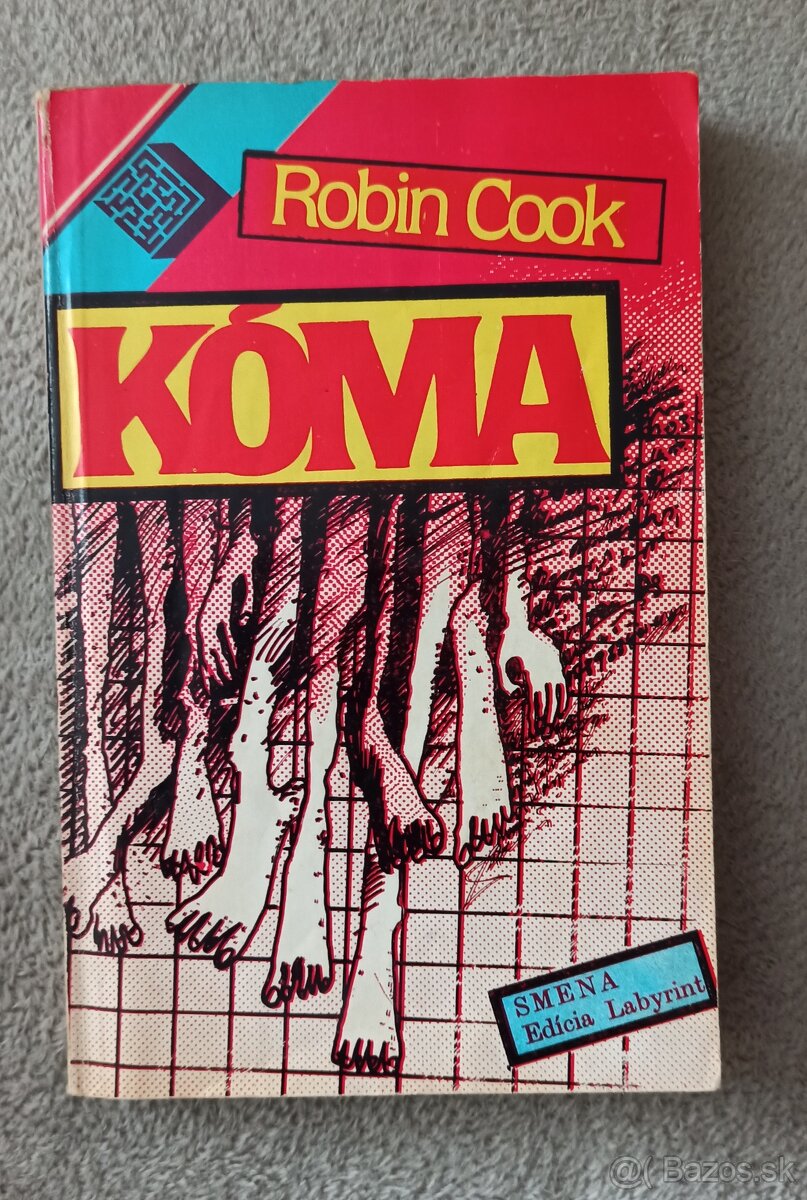 Robin Cook
KÓMA
SMENA
Edícia Labyrint
@( Bazos.sk